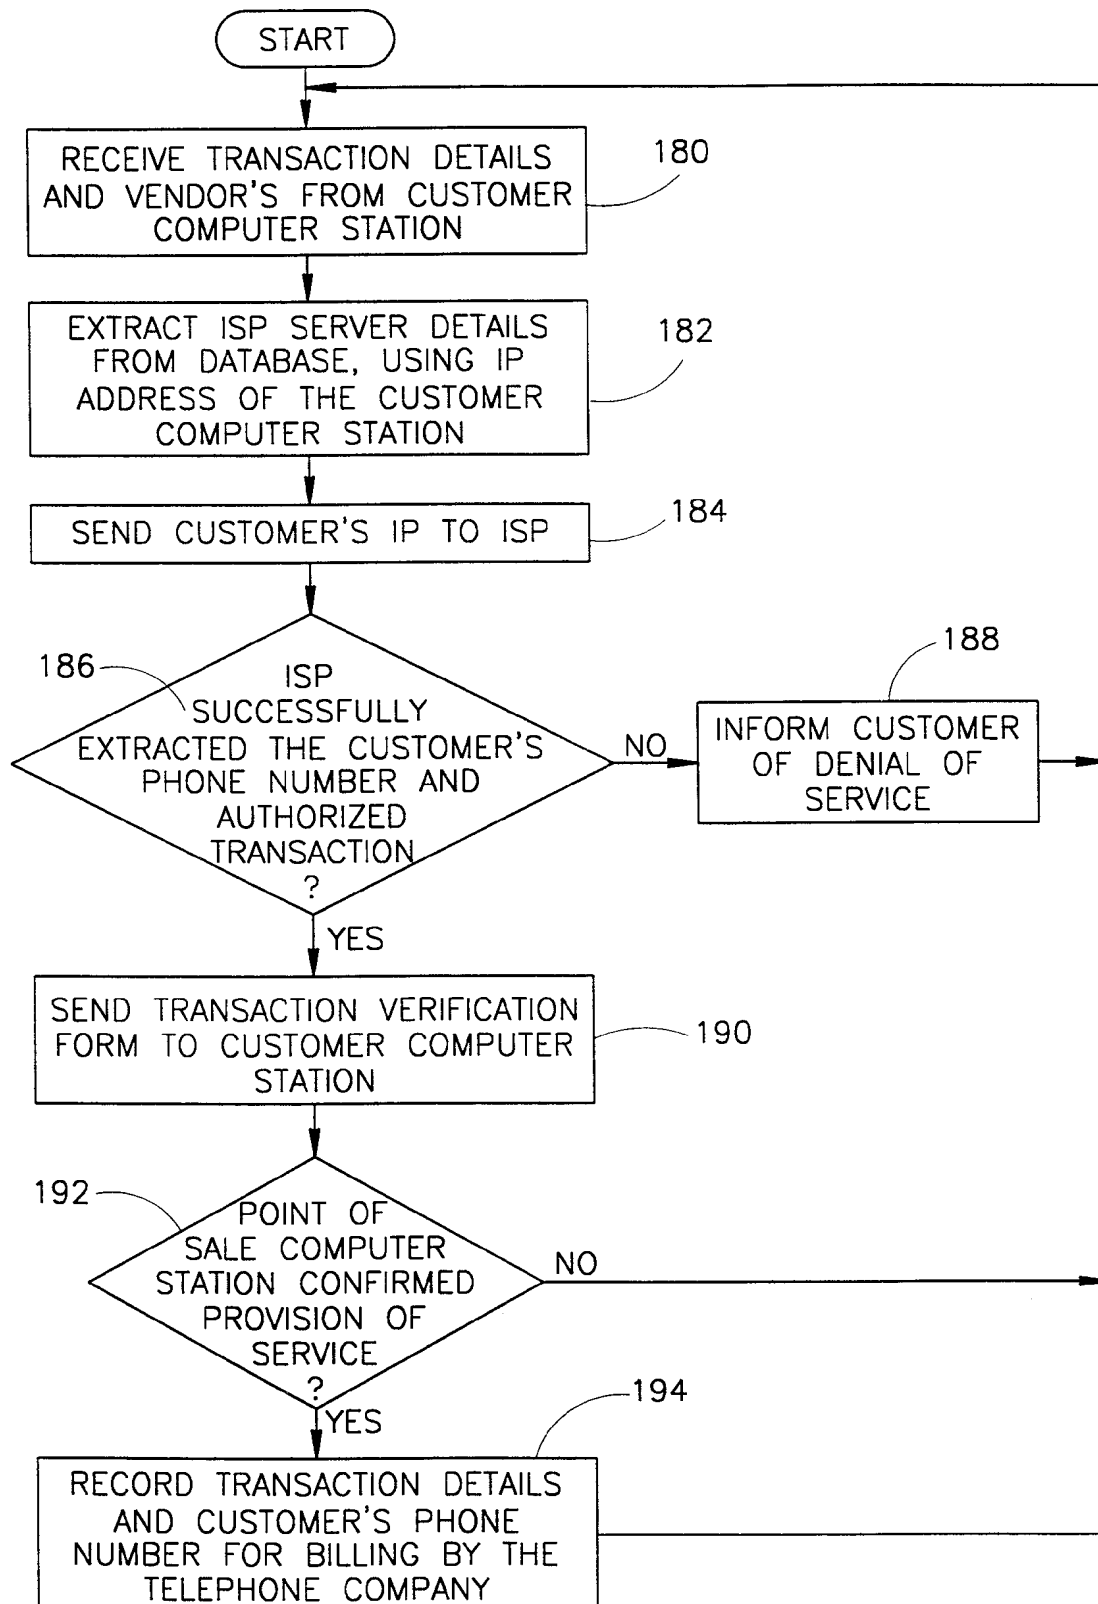 START
RECEIVE TRANSACTION DETAILS
AND VENDOR'S FROM CUSTOMER
COMPUTER STATION
180
EXTRACT ISP SERVER DETAILS
FROM DATABASE, USING IP
ADDRESS OF THE CUSTOMER
COMPUTER STATION
182
SEND CUSTOMER'S IP TO ISP
184
186
ISP
SUCCESSFULLY
EXTRACTED THE CUSTOMER'S
PHONE NUMBER AND
AUTHORIZED
TRANSACTION
?
NO
188
INFORM CUSTOMER
OF DENIAL OF
SERVICE
YES
SEND TRANSACTION VERIFICATION
FORM TO CUSTOMER COMPUTER
STATION
190
192
POINT OF
SALE COMPUTER
STATION CONFIRMED
PROVISION OF
SERVICE
?
NO
YES
194
RECORD TRANSACTION DETAILS
AND CUSTOMER'S PHONE
NUMBER FOR BILLING BY THE
TELEPHONE COMPANY